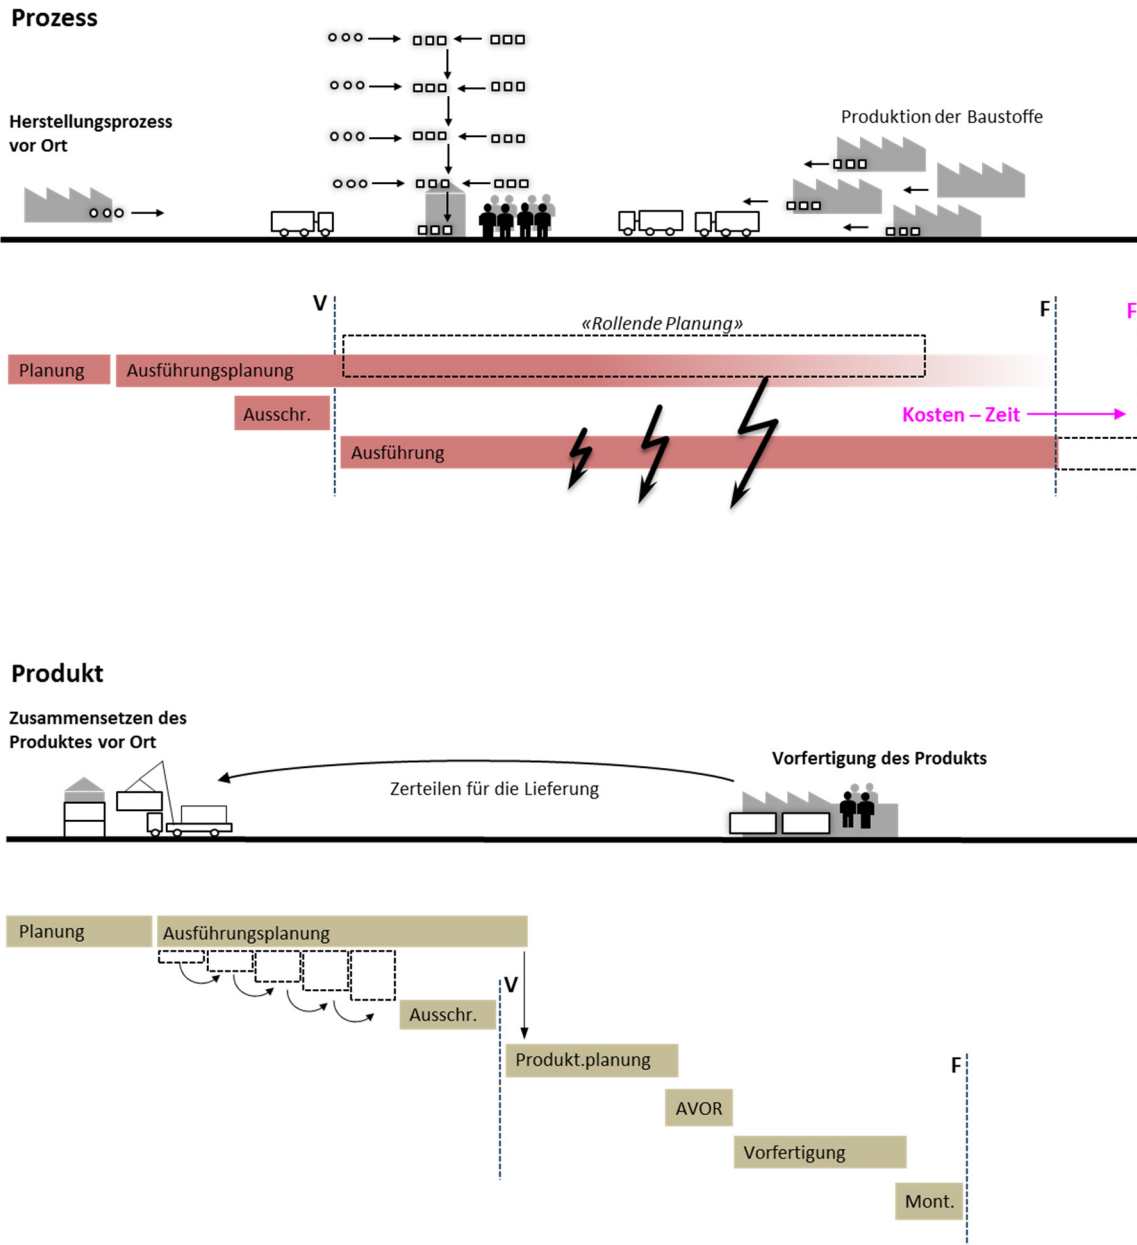 Prozess
Herstellungsprozess
vor Ort
Produktion der Baustoffe
V
F
F
«Rollende Planung»
Planung
Ausführungsplanung
Ausschr.
Kosten – Zeit
Ausführung
Produkt
Zusammensetzen des
Produktes vor Ort
Vorfertigung des Produkts
Zerteilen für die Lieferung
Planung
Ausführungsplanung
V
Ausschr.
Produkt.planung
F
AVOR
Vorfertigung
Mont.